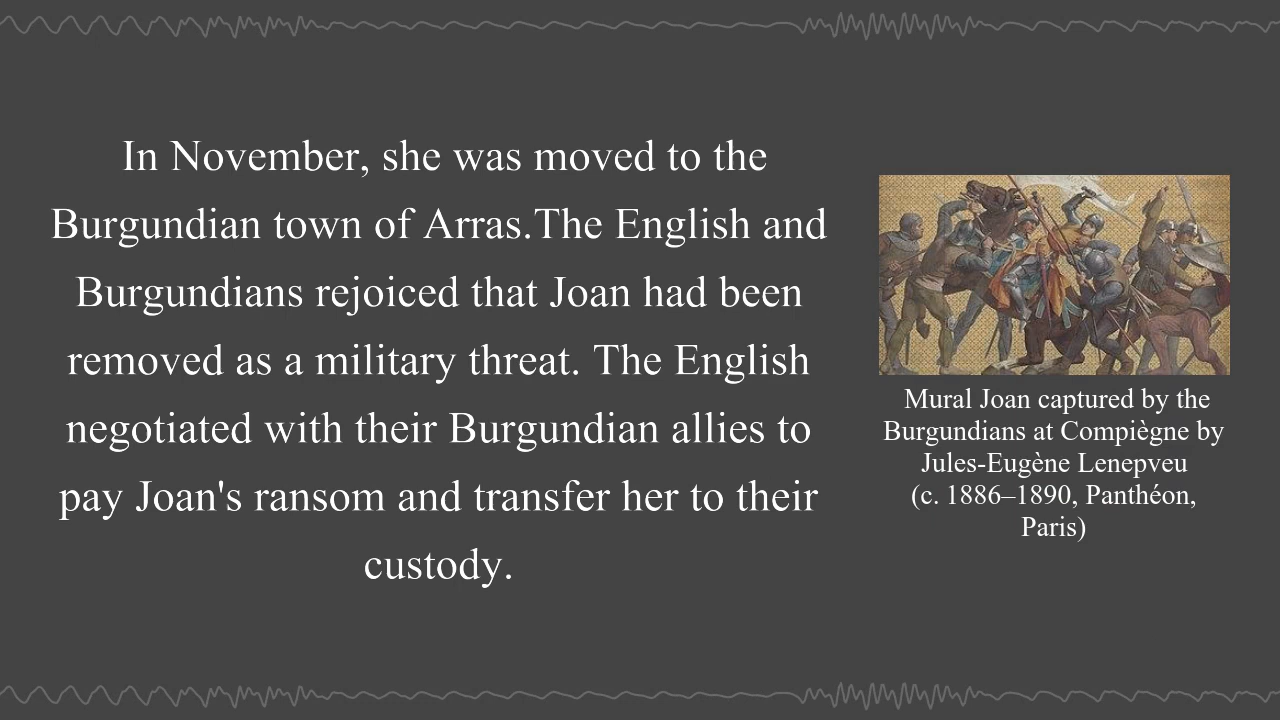 In November, she was moved to the
Burgundian town of Arras.The English and
Burgundians rejoiced that Joan had been
removed as a military threat. The English
negotiated with their Burgundian allies to
pay Joan's ransom and transfer her to their
custody.
Mural Joan captured by the
Burgundians at Compiègne by
Jules-Eugène Lenepveu
(c. 1886–1890, Panthéon,
Paris)